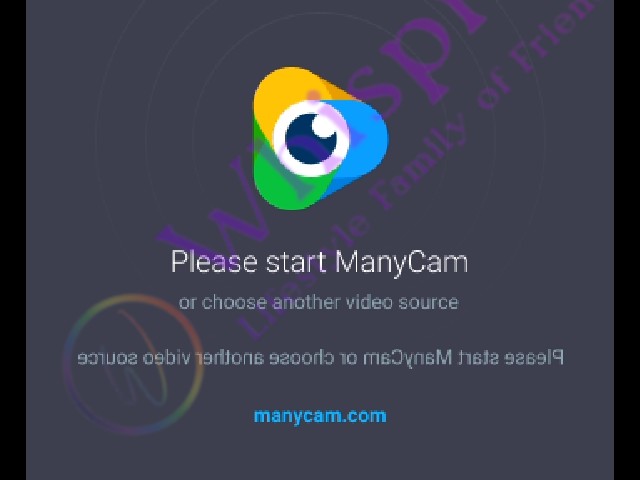 Whispr
Lifestyle Family of Frien
Please start ManyCam
or choose another video source
Please start ManyCam or choose another video source
W
manycam.com